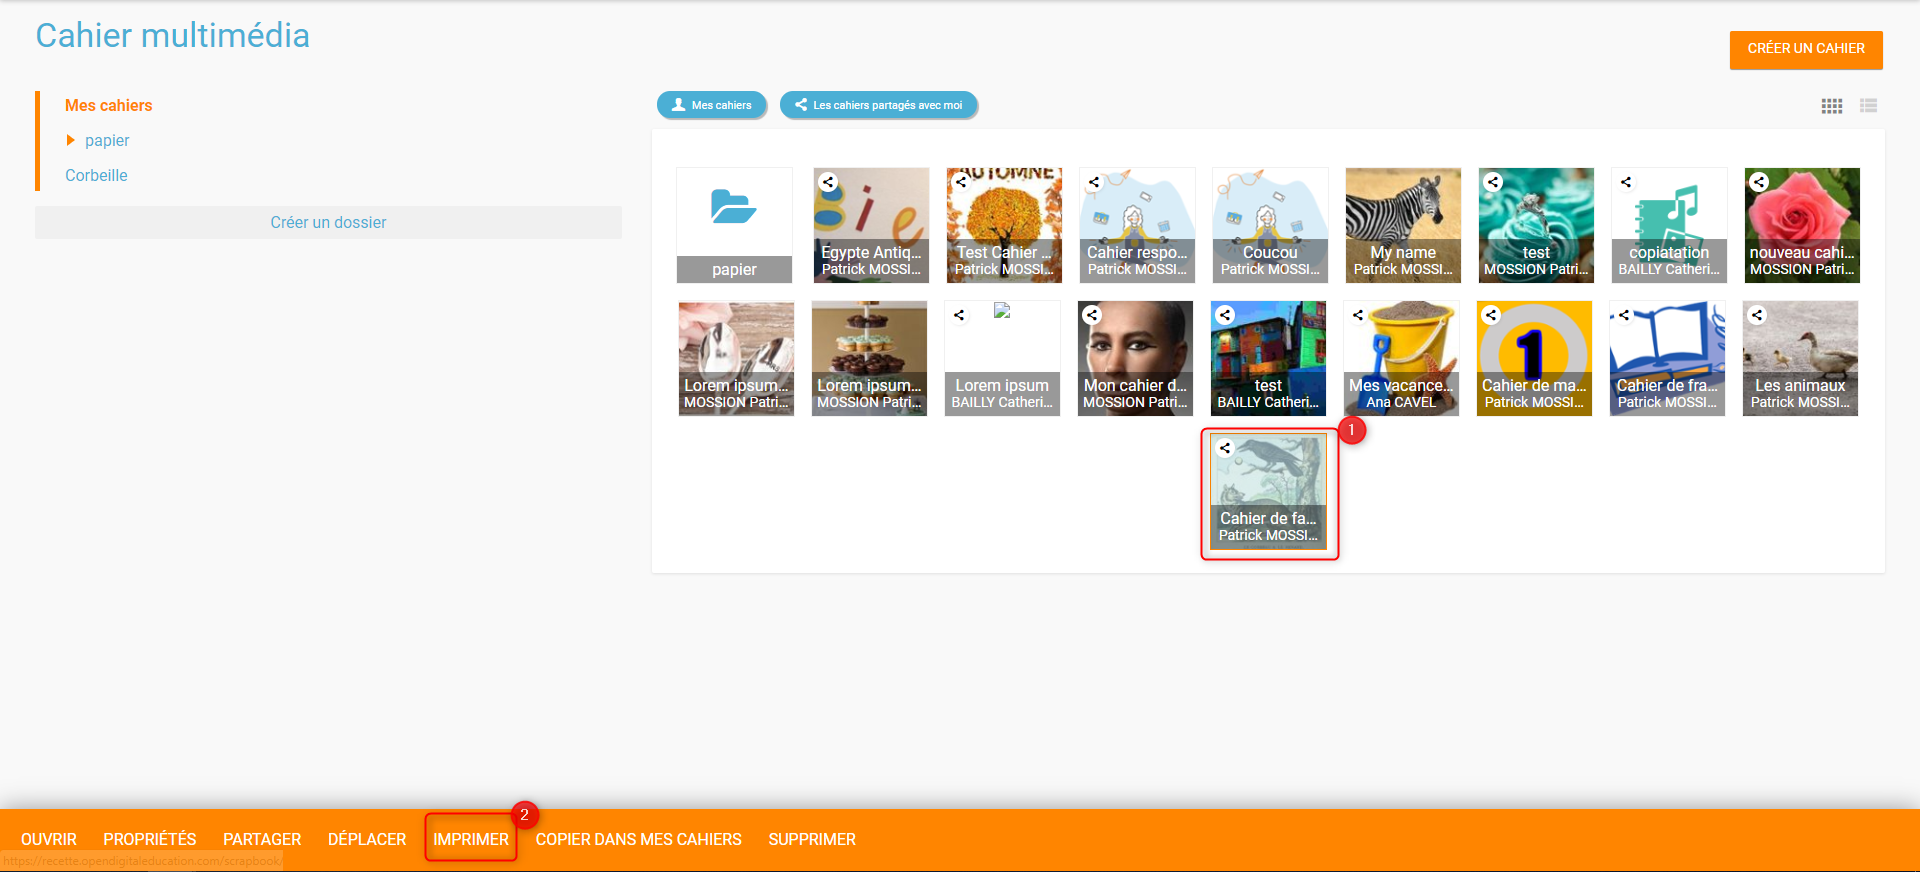 Cahier multimédia
CRÉER UN CAHIER
Mes cahiers
papier
Corbeille
Créer un dossier
Mes cahiers
Les cahiers partagés avec moi
papier
Bie
Egypte Antiq...
Patrick MOSSI...
AUTOMNE
Test Cahier ...
Patrick MOSSI...
Cahier respo...
Patrick MOSSI...
Coucou
Patrick MOSSI...
My name
Patrick MOSSI...
test
MOSSION Patri...
copiatation
BAILLY Catheri...
nouveau cahi...
MOSSION Patri...
Lorem ipsum...
MOSSION Patri...
Lorem ipsum...
MOSSION Patri...
Lorem ipsum
BAILLY Catheri...
Mon cahier d...
MOSSION Patri...
test
BAILLY Catheri...
Mes vacance...
Ana CAVEL
1
Cahier de ma...
Patrick MOSSI...
Cahier de fra...
Patrick MOSSI...
Les animaux
Patrick MOSSI...
1
Cahier de fa...
Patrick MOSSI...
2
OUVRIR
PROPRIÉTÉS
PARTAGER
DÉPLACER
IMPRIMER
COPIER DANS MES CAHIERS
SUPPRIMER
https://recette.opendigitaleducation.com/scrapbook/